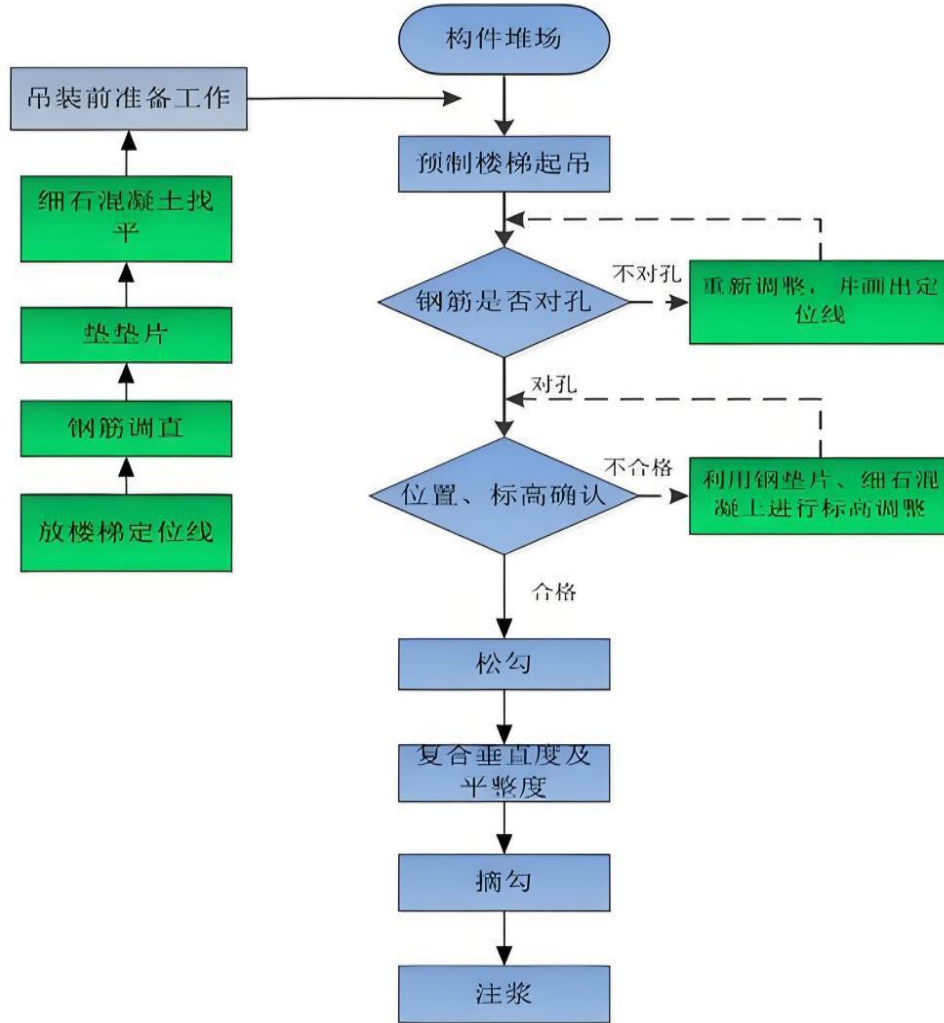 构件堆场
吊装前准备工作
预制楼梯起吊
细石混凝土找
平
不对孔
钢筋是否对孔
重新调整，并画出定
位线
垫垫片
对孔
钢筋调直
不合格
位置、标高确认
利用钢垫片、细石混
凝土进行标高调整
放楼梯定位线
合格
松勾
复合垂直度及
平整度
摘勾
注浆